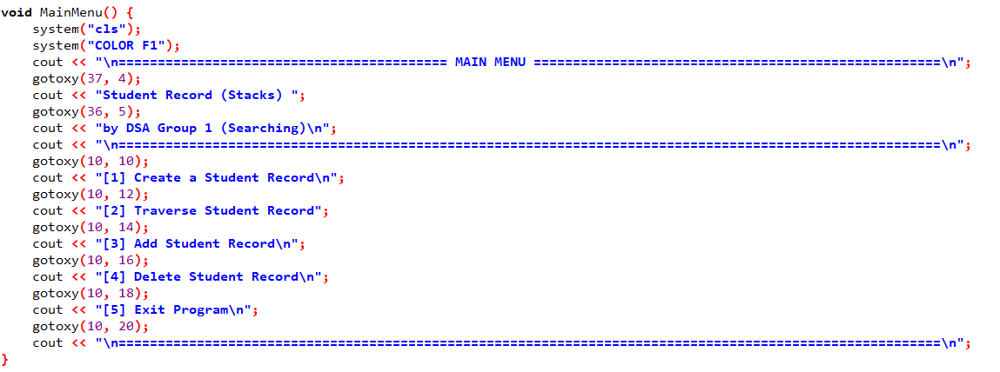 void MainMenu() {
    system("cls");
    system("COLOR F1");
    cout << "\n========================================== MAIN MENU ====================================================\n";
    gotoxy(37, 4);
    cout << "Student Record (Stacks) ";
    gotoxy(36, 5);
    cout << "by DSA Group 1 (Searching)\n";
    cout << "\n=========================================================================================================\n";
    gotoxy(10, 10);
    cout << "[1] Create a Student Record\n";
    gotoxy(10, 12);
    cout << "[2] Traverse Student Record";
    gotoxy(10, 14);
    cout << "[3] Add Student Record\n";
    gotoxy(10, 16);
    cout << "[4] Delete Student Record\n";
    gotoxy(10, 18);
    cout << "[5] Exit Program\n";
    gotoxy(10, 20);
    cout << "\n=========================================================================================================\n";
}